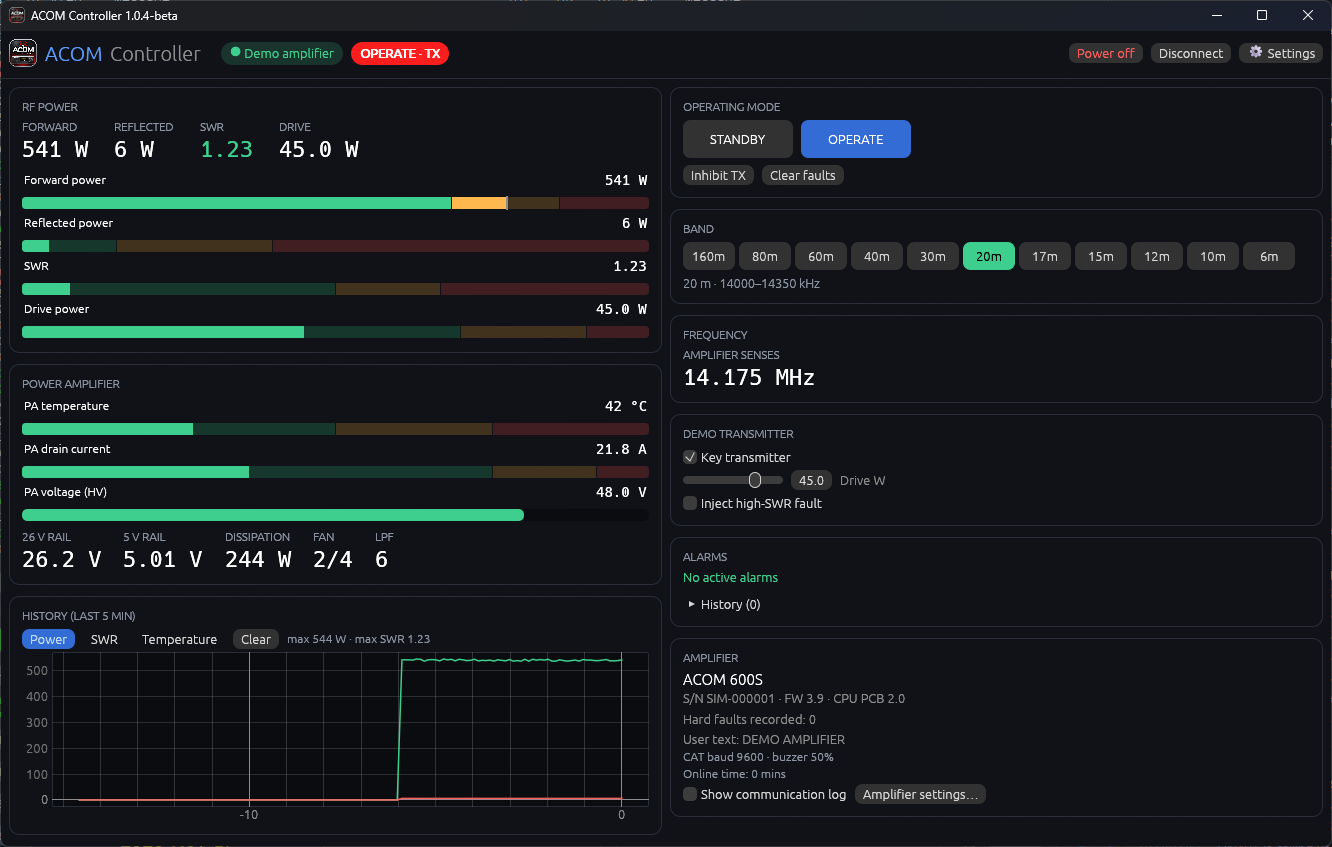 ACOM Controller 1.0.4-beta
ACOM Controller
Demo amplifier
OPERATE - TX
Power off
Disconnect
Settings
RF POWER
FORWARD REFLECTED SWR DRIVE
541 W 6 W 1.23 45.0 W
Forward power 541 W
Reflected power 6 W
SWR 1.23
Drive power 45.0 W
POWER AMPLIFIER
PA temperature 42 °C
PA drain current 21.8 A
PA voltage (HV) 48.0 V
26 V RAIL 5 V RAIL DISSIPATION FAN LPF
26.2 V 5.01 V 244 W 2/4 6
HISTORY (LAST 5 MIN)
Power SWR Temperature Clear max 544 W · max SWR 1.23
500
400
300
200
100
0
-10 0
OPERATING MODE
STANDBY OPERATE
Inhibit TX Clear faults
BAND
160m 80m 60m 40m 30m 20m 17m 15m 12m 10m 6m
20 m · 14000–14350 kHz
FREQUENCY
AMPLIFIER SENSES
14.175 MHz
DEMO TRANSMITTER
Key transmitter
45.0 Drive W
Inject high-SWR fault
ALARMS
No active alarms
History (0)
AMPLIFIER
ACOM 600S
S/N SIM-000001 · FW 3.9 · CPU PCB 2.0
Hard faults recorded: 0
User text: DEMO AMPLIFIER
CAT baud 9600 · buzzer 50%
Online time: 0 mins
Show communication log Amplifier settings…